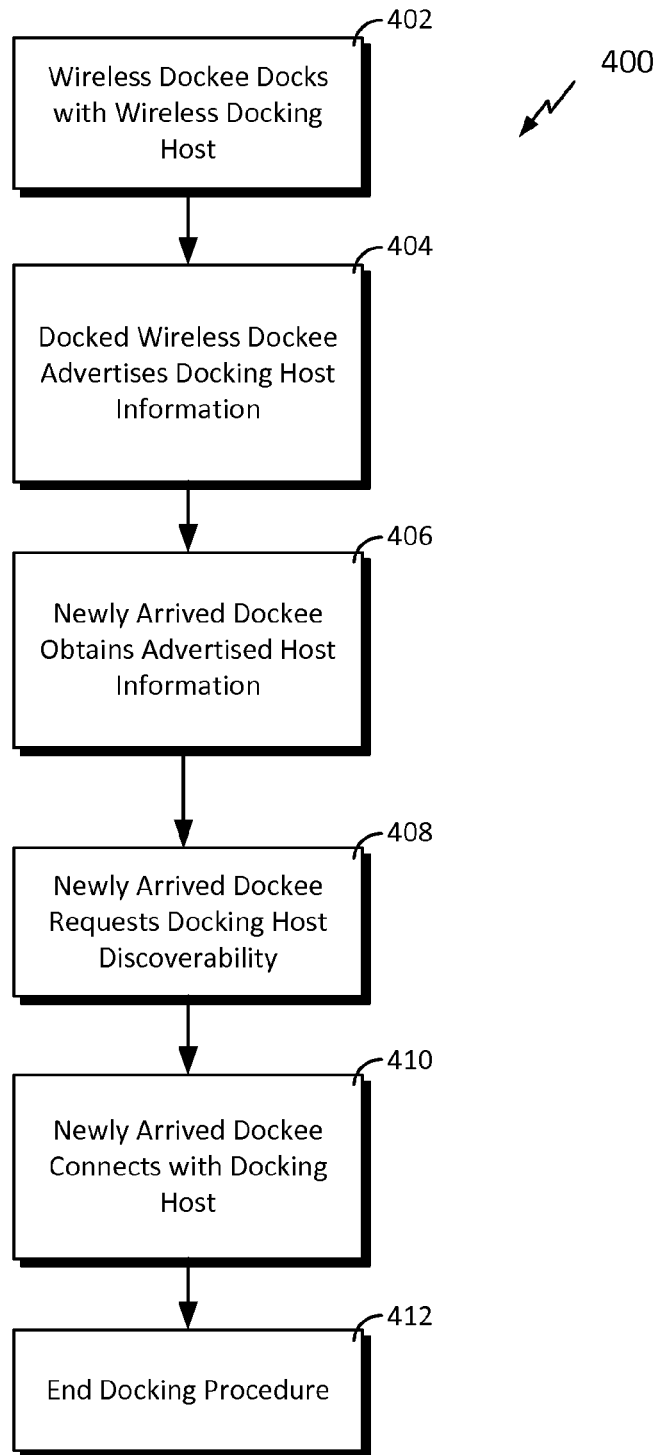 402
400
Wireless Dockee Docks
with Wireless Docking
Host
404
Docked Wireless Dockee
Advertises Docking Host
Information
406
Newly Arrived Dockee
Obtains Advertised Host
Information
408
Newly Arrived Dockee
Requests Docking Host
Discoverability
410
Newly Arrived Dockee
Connects with Docking
Host
412
End Docking Procedure